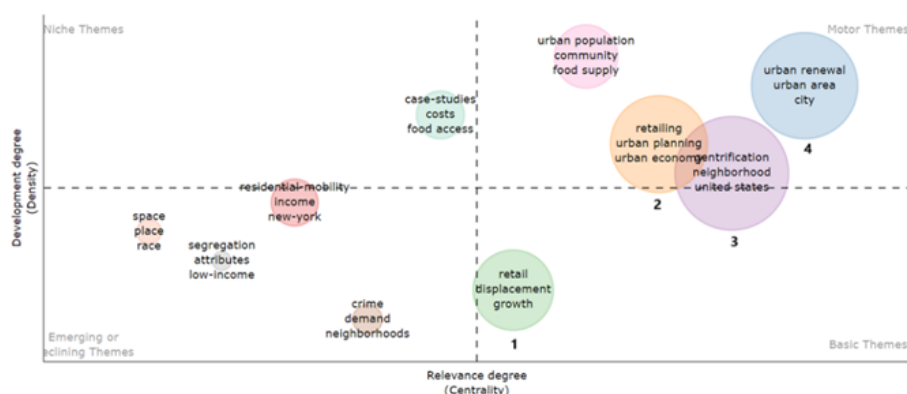 Niche Themes
Motor Themes
urban population
community
food supply
urban renewal
urban area
city
4
case-studies
costs
food access
retailing
urban planning
urban economy
2
gentrification
neighborhood
united states
3
Development degree
(Density)
residential-mobility
income
new-york
space
place
race
segregation
attributes
low-income
retail
displacement
growth
1
crime
demand
neighborhoods
Emerging or
eclining Themes
Basic Themes
Relevance degree
(Centrality)